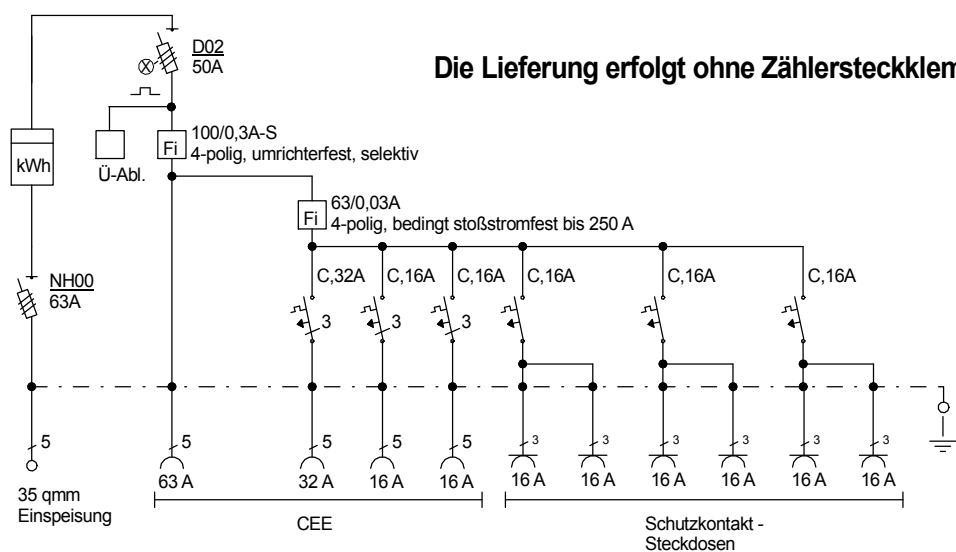 D02
50A
Die Lieferung erfolgt ohne Zählersteckklem
100/0,3A-S
Fi
4-polig, umrichterfest, selektiv
kWh
Ü-Abl.
63/0,03A
Fi
4-polig, bedingt stoßstromfest bis 250 A
NH00
63A
C,32A
C,16A
C,16A
C,16A
C,16A
C,16A
3
3
3
5
5
5
5
5
3
3
3
3
3
3
63 A
32 A
16 A
16 A
16 A
16 A
16 A
16 A
16 A
16 A
35 qmm
Einspeisung
CEE
Schutzkontakt -
Steckdosen